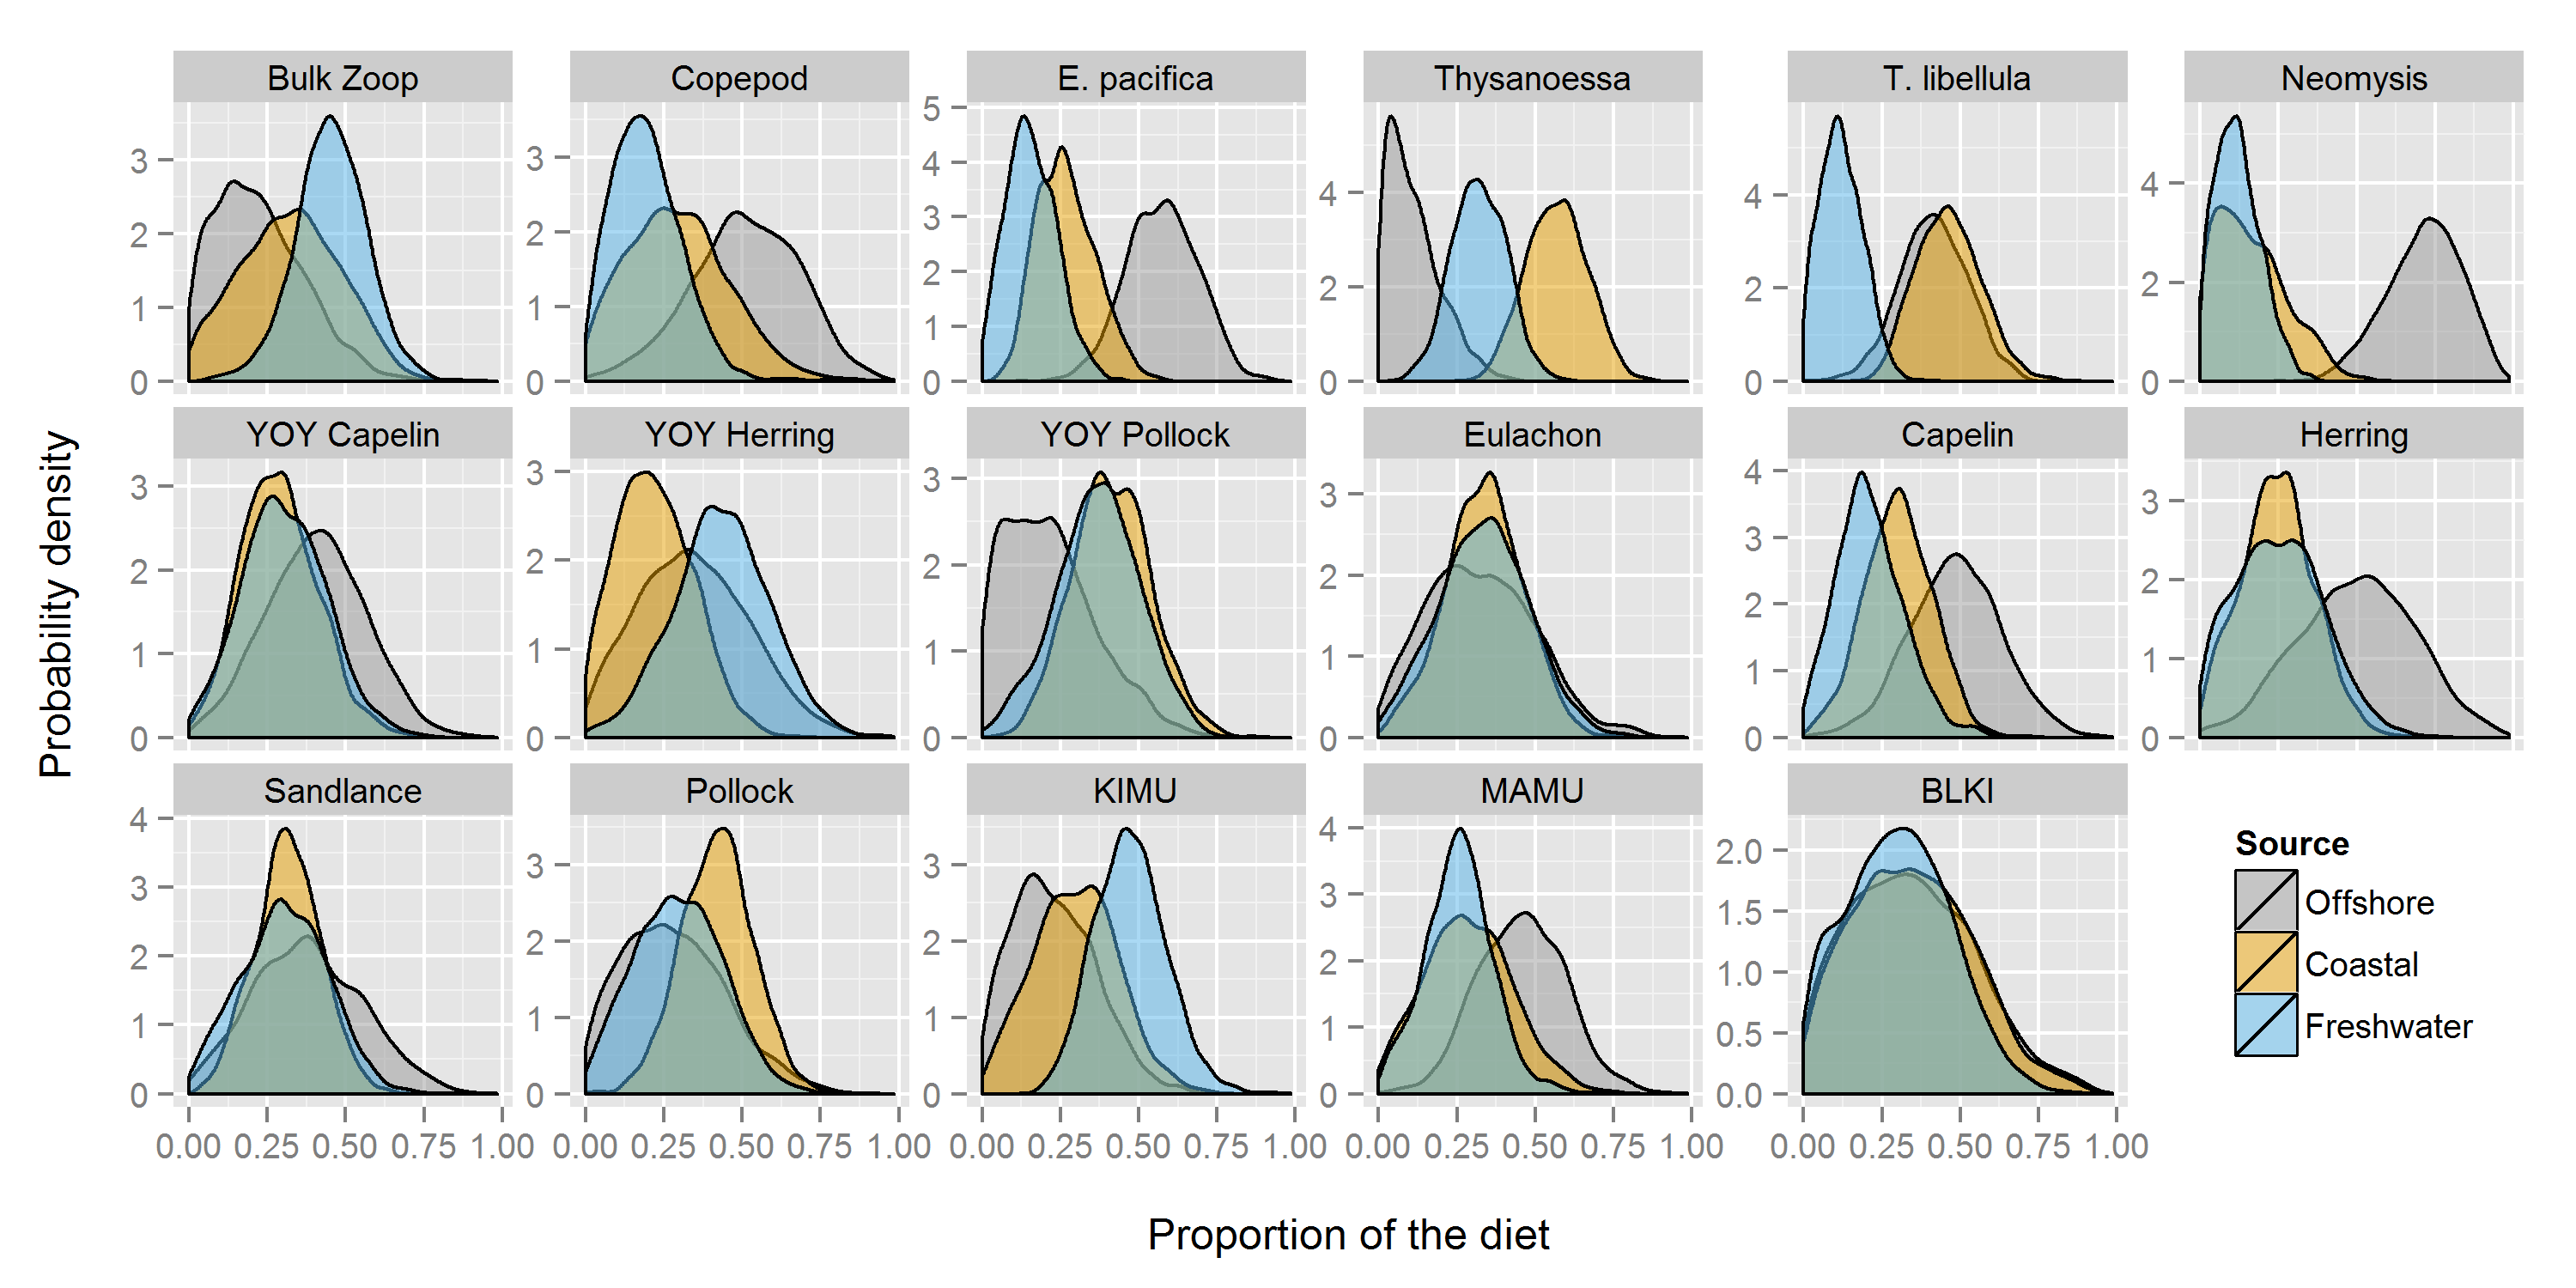 Bulk Zoop
Copepod
E. pacifica
Thysanoessa
T. libellula
Neomysis
3
2
1
0
3
2
1
0
5
4
3
2
1
0
4
2
0
4
2
0
4
2
0
YOY Capelin
YOY Herring
YOY Pollock
Eulachon
Capelin
Herring
3
2
1
0
3
2
1
0
3
2
1
0
3
2
1
0
4
3
2
1
0
3
2
1
0
Sandlance
Pollock
KIMU
MAMU
BLKI
4
3
2
1
0
3
2
1
0
3
2
1
0
4
3
2
1
0
2.0
1.5
1.0
0.5
0.0
0.00 0.25 0.50 0.75 1.00
0.00 0.25 0.50 0.75 1.00
0.00 0.25 0.50 0.75 1.00
0.00 0.25 0.50 0.75 1.00
0.00 0.25 0.50 0.75 1.00
Source
Offshore
Coastal
Freshwater
Probability density
Proportion of the diet